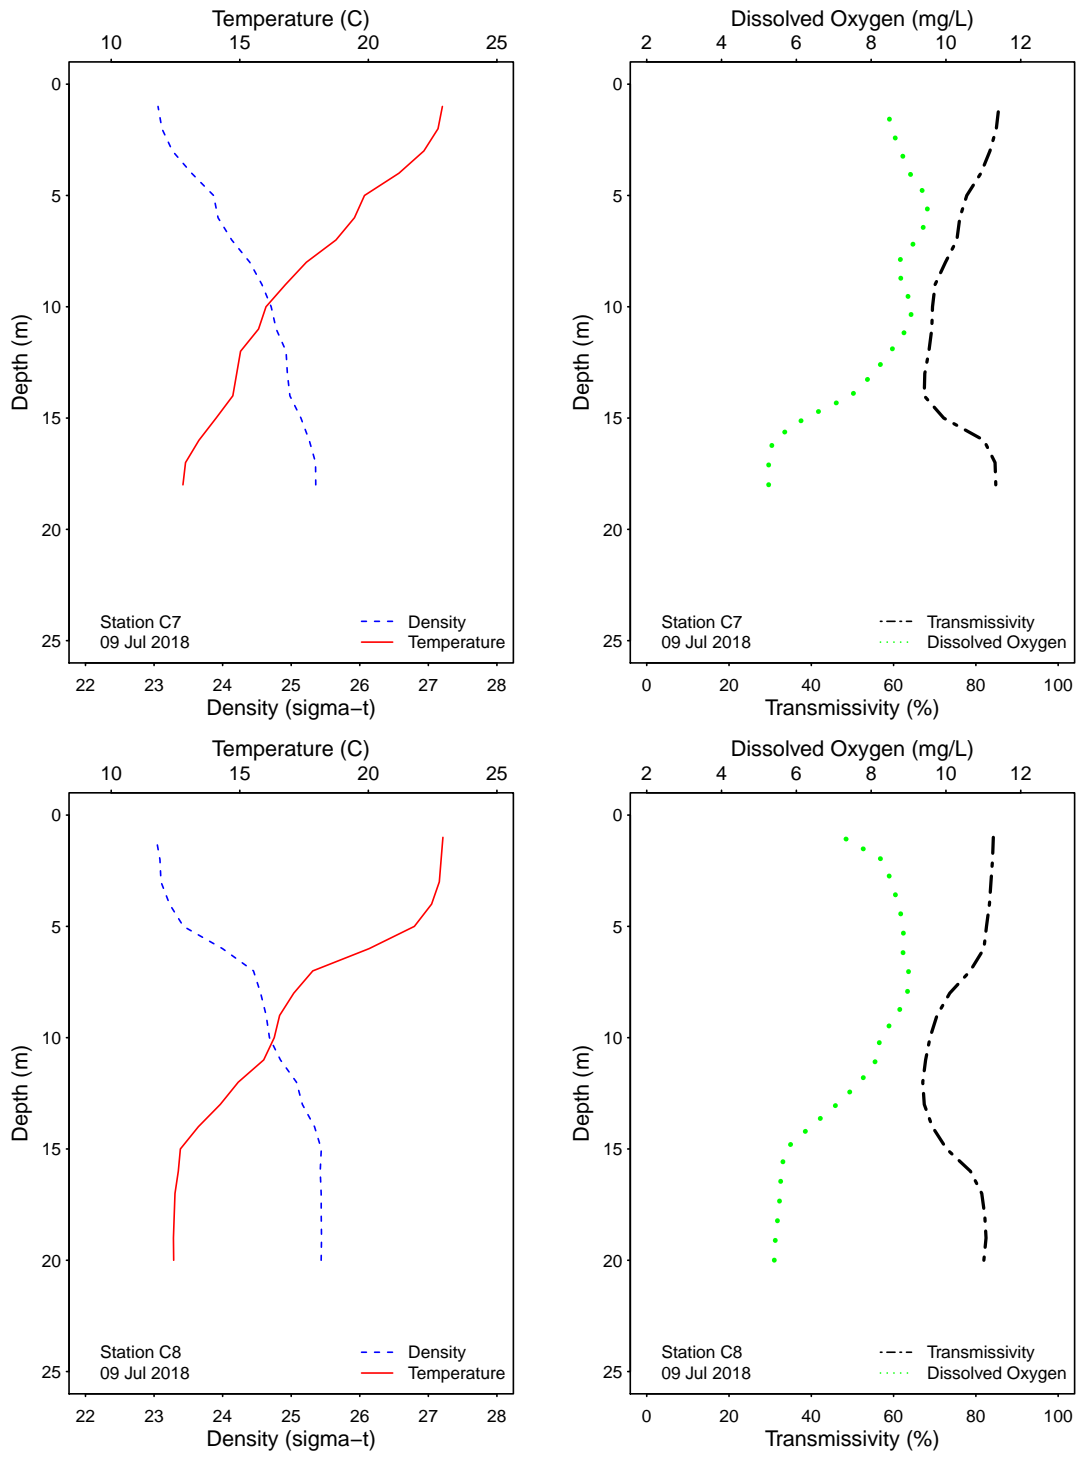 Temperature (C)
10 15 20 25
0
5
10
15
20
25
Depth (m)
Station C7
09 Jul 2018
Density
Temperature
22 23 24 25 26 27 28
Density (sigma−t)
Dissolved Oxygen (mg/L)
2 4 6 8 10 12
0
5
10
15
20
25
Depth (m)
Station C7
09 Jul 2018
Transmissivity
Dissolved Oxygen
0 20 40 60 80 100
Transmissivity (%)
Temperature (C)
10 15 20 25
0
5
10
15
20
25
Depth (m)
Station C8
09 Jul 2018
Density
Temperature
22 23 24 25 26 27 28
Density (sigma−t)
Dissolved Oxygen (mg/L)
2 4 6 8 10 12
0
5
10
15
20
25
Depth (m)
Station C8
09 Jul 2018
Transmissivity
Dissolved Oxygen
0 20 40 60 80 100
Transmissivity (%)